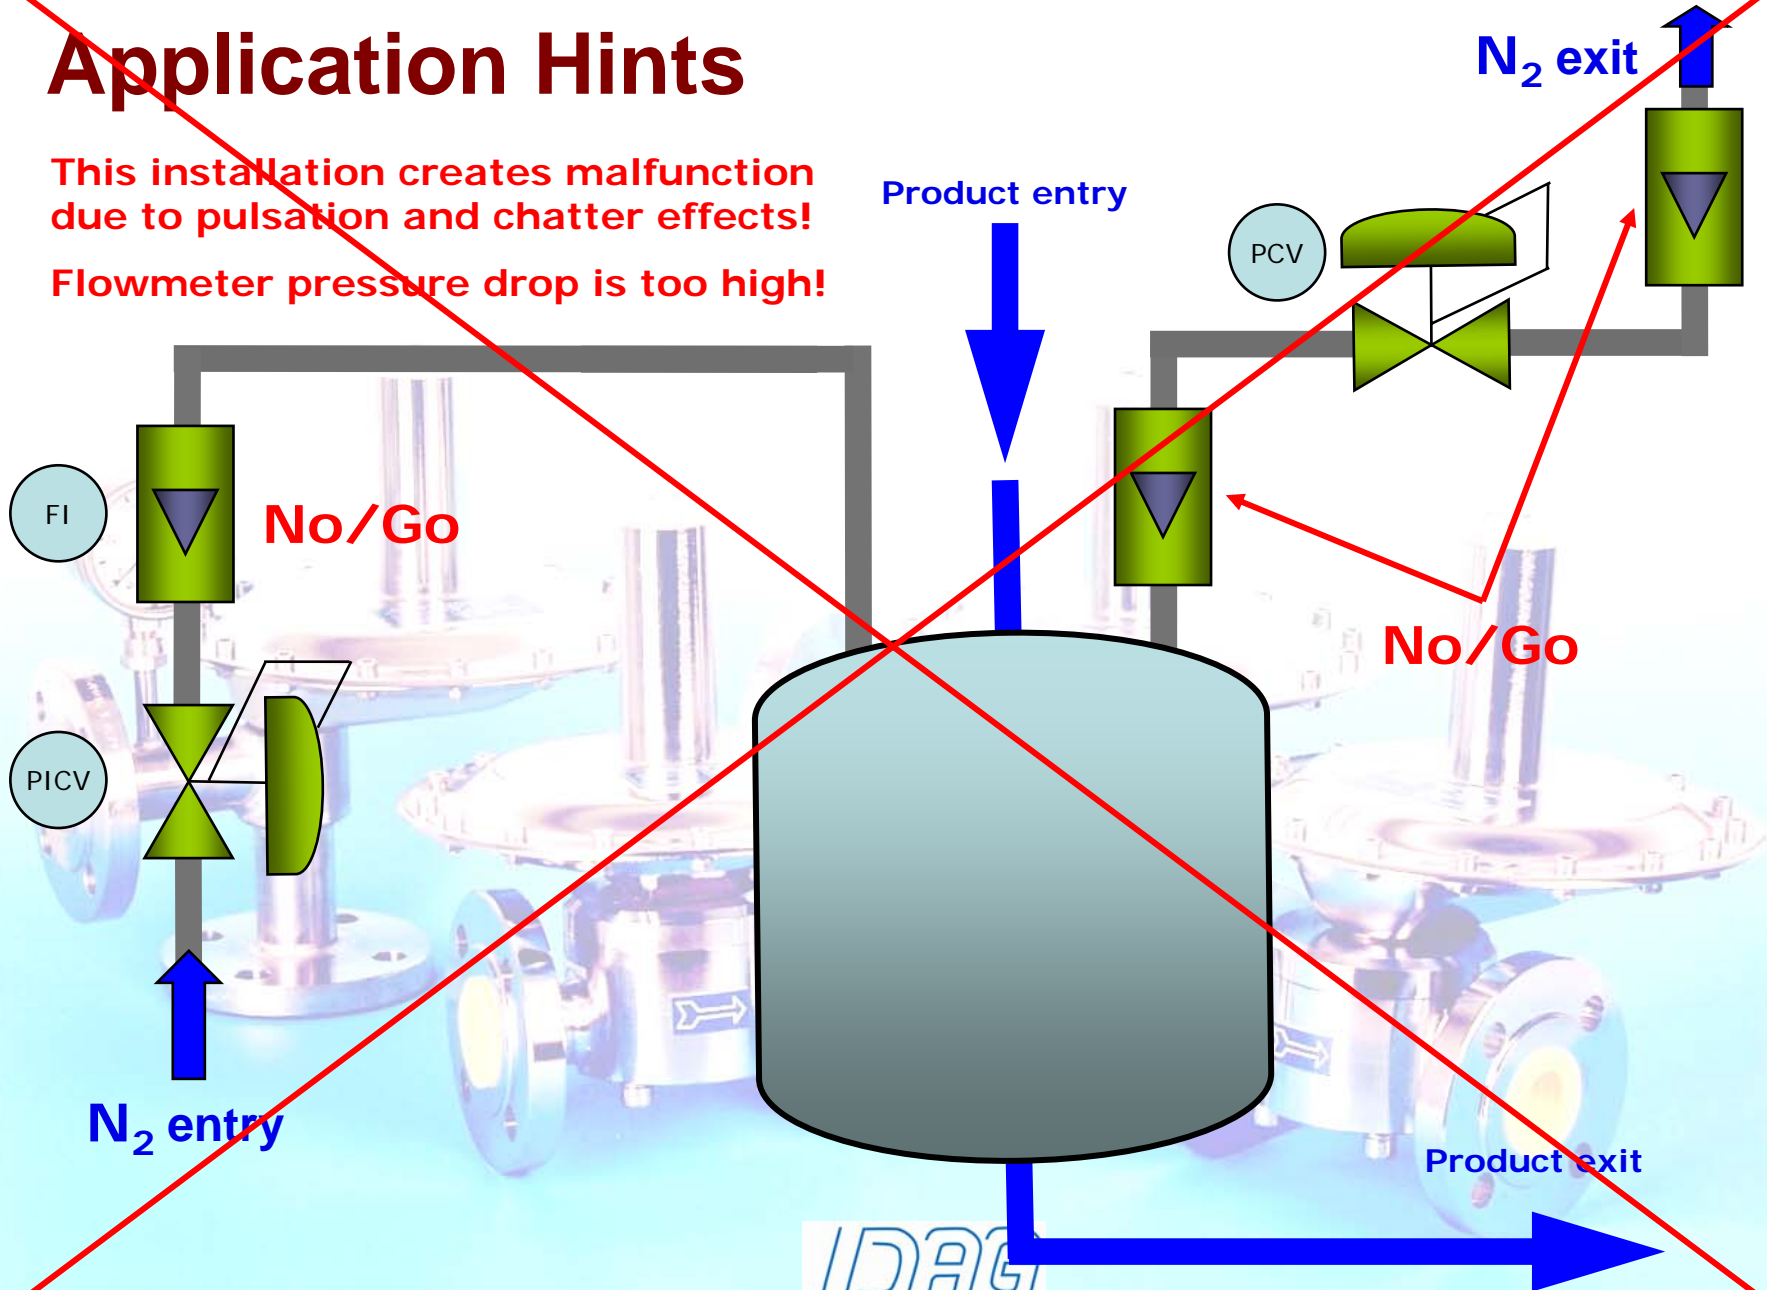 Application Hints
This installation creates malfunction
due to pulsation and chatter effects!
Flowmeter pressure drop is too high!
N₂ exit
Product entry
PCV
FI
No/Go
No/Go
PICV
N₂ entry
Product exit